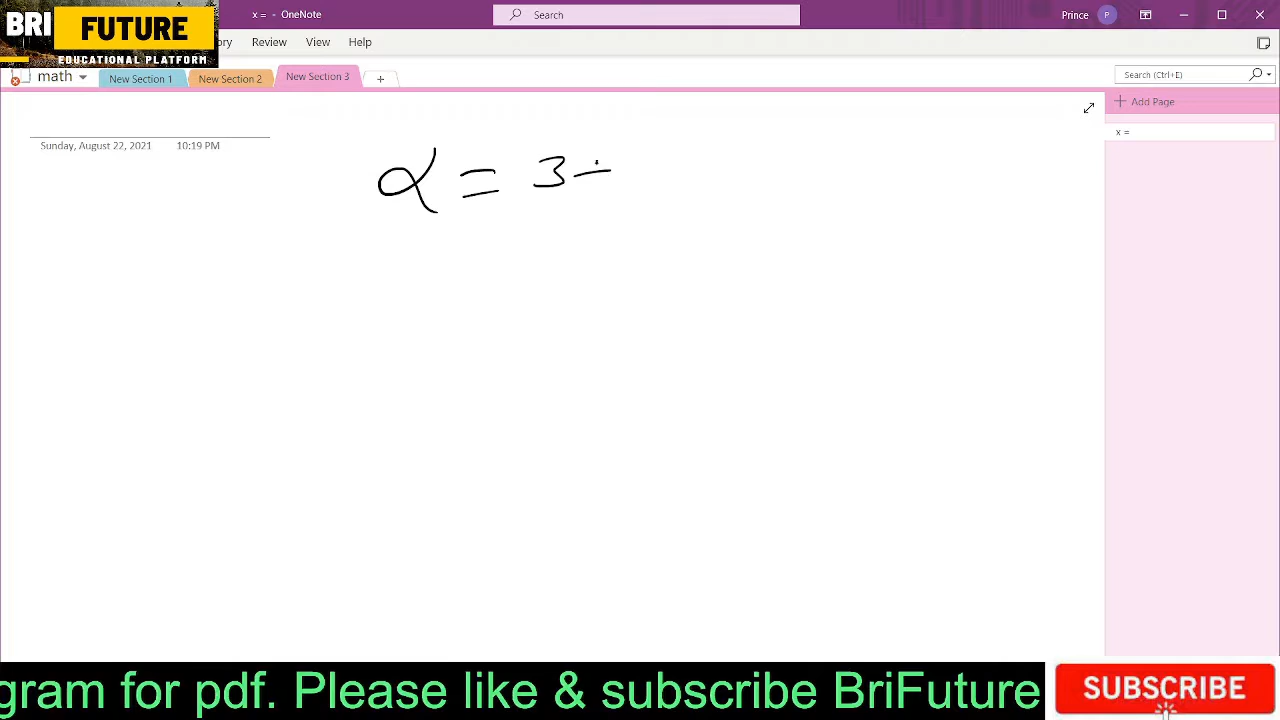 BRI FUTURE
EDUCATIONAL PLATFORM
x = - OneNote
Search
Prince P
ory Review View Help
math
New Section 1
New Section 2
New Section 3
Search (Ctrl+E)
Add Page
x =
Sunday, August 22, 2021 10:19 PM
α = 3 –
gram for pdf. Please like & subscribe BriFuture
SUBSCRIBE